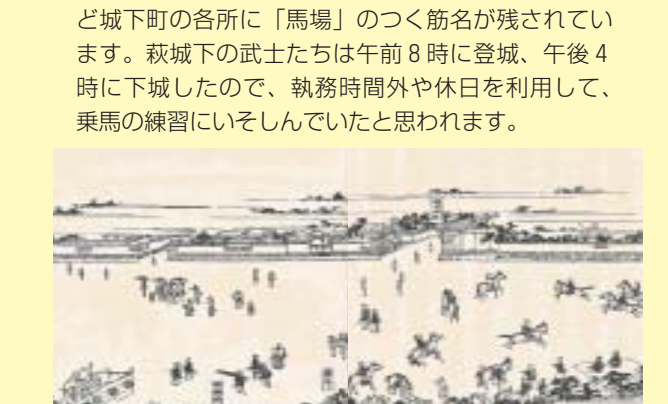 ど城下町の各所に「馬場」のつく筋名が残されてい
ます。萩城下の武士たちは午前８時に登城、午後４
時に下城したので、執務時間外や休日を利用して、
乗馬の練習にいそしんでいたと思われます。